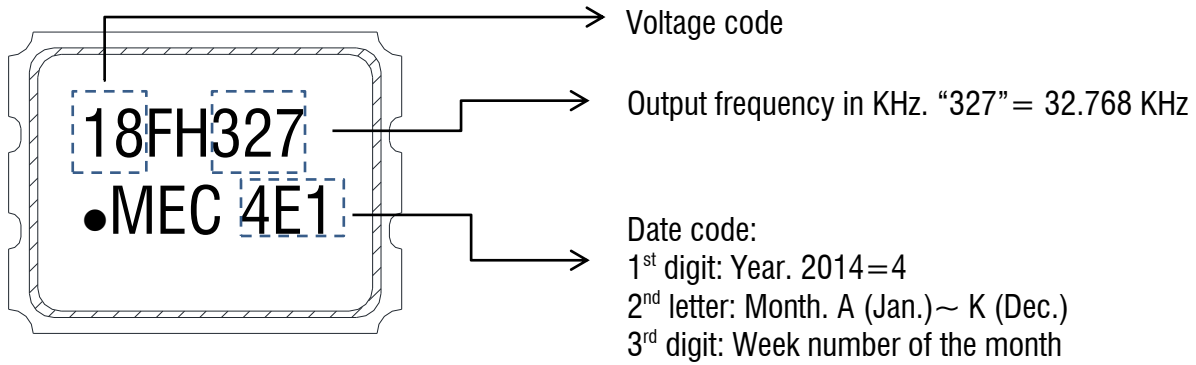 Voltage code
18FH327
Output frequency in KHz. “327”= 32.768 KHz
•MEC 4E1
Date code:
1st digit: Year. 2014=4
2nd letter: Month. A (Jan.)~ K (Dec.)
3rd digit: Week number of the month